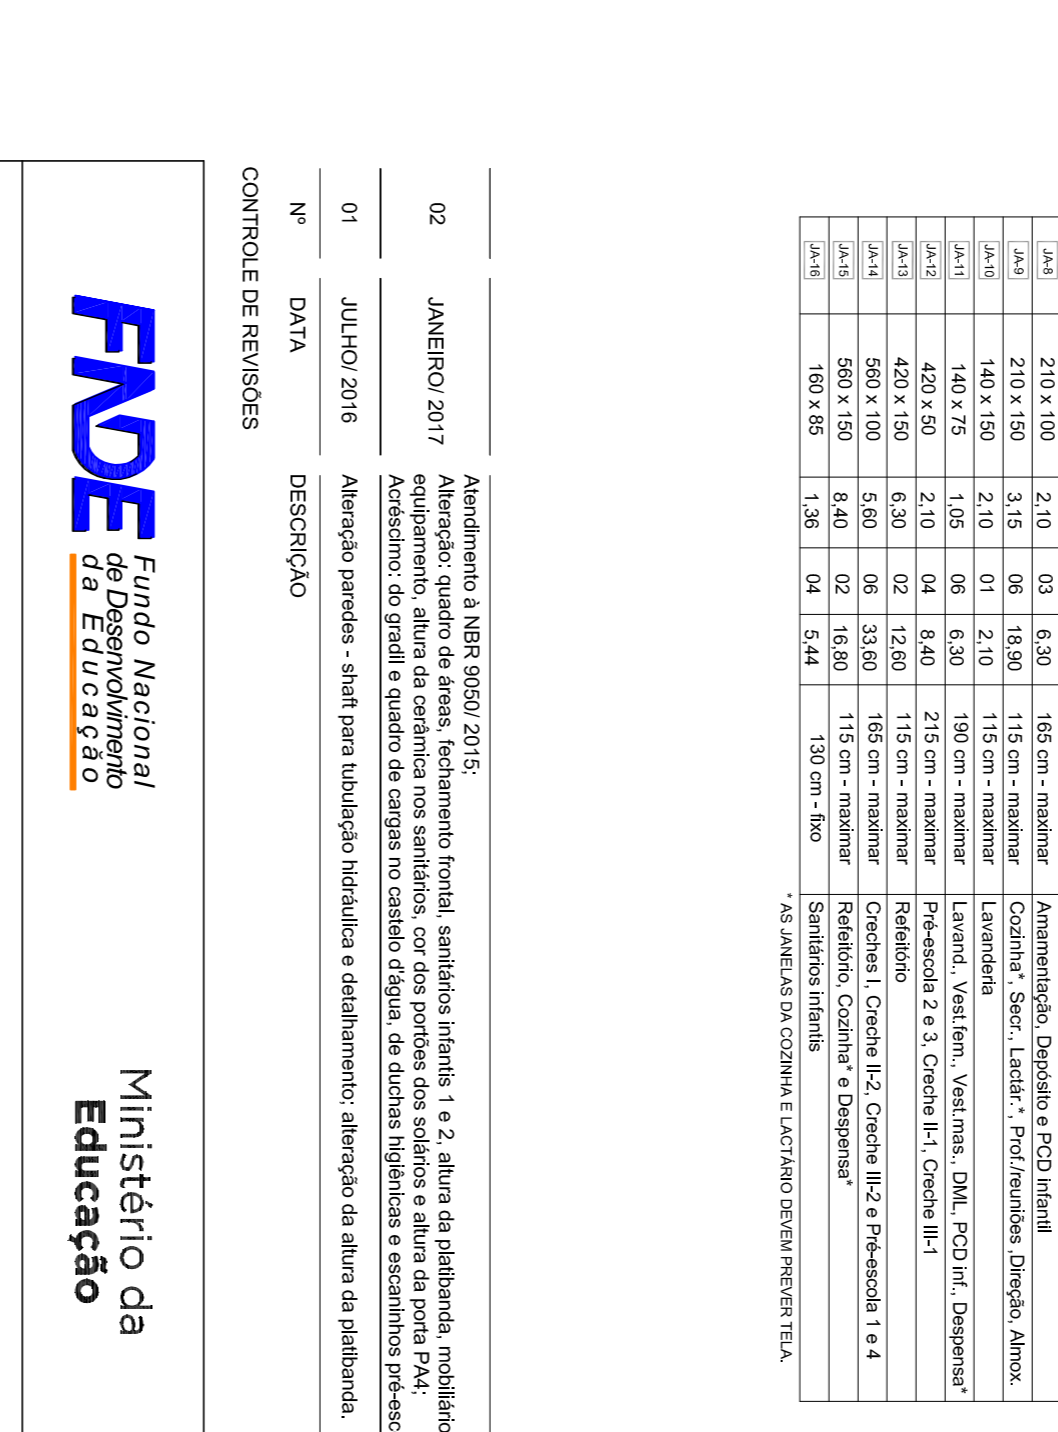 JA-8 210 x 100 2,10 03 6,30 165 cm - maximar Amamentação, Depósito e PCD infantil
JA-9 210 x 150 3,15 06 18,90 115 cm - maximar Cozinha*, Secr., Lactár.*, Prof./reuniões ,Direção, Almox.
JA-10 140 x 150 2,10 01 2,10 115 cm - maximar Lavanderia
JA-11 140 x 75 1,05 06 6,30 190 cm - maximar Lavand., Vest.fem., Vest.mas., DML, PCD inf., Despensa*
JA-12 420 x 50 2,10 04 8,40 215 cm - maximar Pré-escola 2 e 3, Creche II-1, Creche III-1
JA-13 420 x 150 6,30 02 12,60 115 cm - maximar Refeitório
JA-14 560 x 100 5,60 06 33,60 165 cm - maximar Creches I, Creche II-2, Creche III-2 e Pré-escola 1 e 4
JA-15 560 x 150 8,40 02 16,80 115 cm - maximar Refeitório, Cozinha* e Despensa*
JA-16 160 x 85 1,36 04 5,44 130 cm - fixo Sanitários infantis
* AS JANELAS DA COZINHA E LACTÁRIO DEVEM PREVER TELA.
Atendimento à NBR 9050/ 2015;
02 JANEIRO/ 2017 Alteração: quadro de áreas, fechamento frontal, sanitários infantis 1 e 2, altura da platibanda, mobiliário
equipamento, altura da cerâmica nos sanitários, cor dos portões dos solários e altura da porta PA4;
Acréscimo: do gradil e quadro de cargas no castelo d'água, de duchas higiênicas e escaninhos pré-esc
01 JULHO/ 2016 Alteração paredes - shaft para tubulação hidráulica e detalhamento; alteração da altura da platibanda.
Nº DATA DESCRIÇÃO
CONTROLE DE REVISÕES
FNDE
Fundo Nacional
de Desenvolvimento
da Educação
Ministério da
Educação